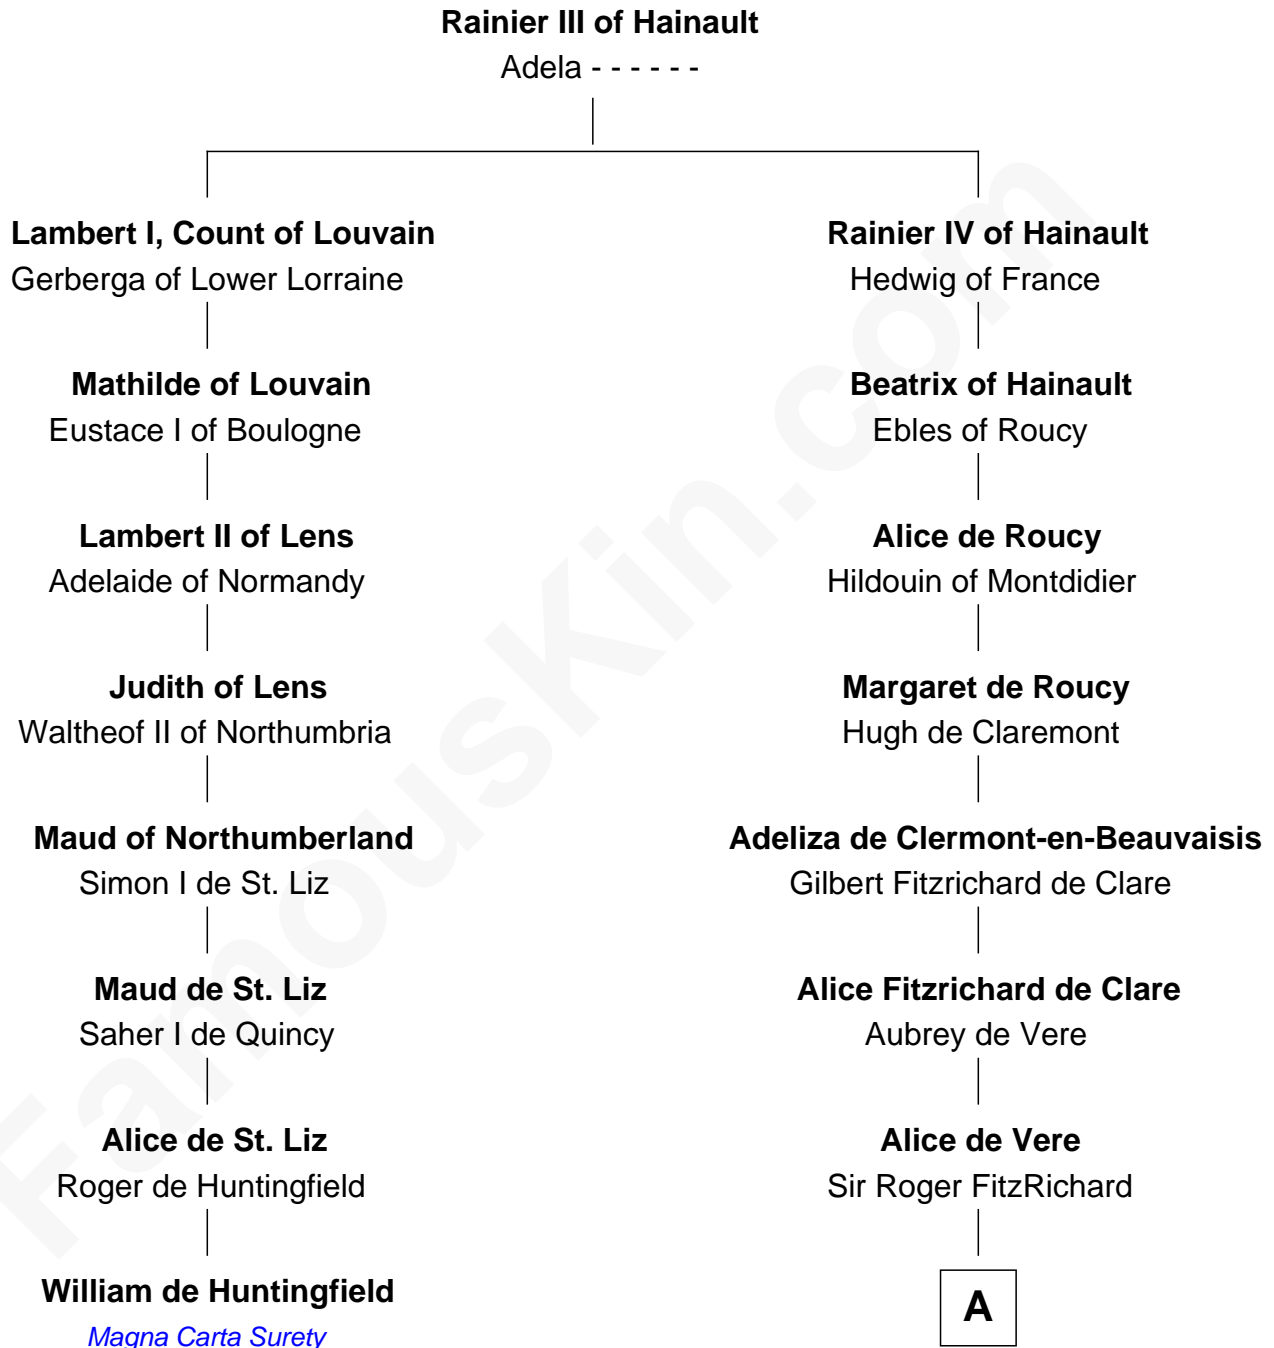 Rainier III of Hainault
Adela - - - - - -
Lambert I, Count of Louvain
Gerberga of Lower Lorraine
Rainier IV of Hainault
Hedwig of France
Mathilde of Louvain
Eustace I of Boulogne
Beatrix of Hainault
Ebles of Roucy
Lambert II of Lens
Adelaide of Normandy
Alice de Roucy
Hildouin of Montdidier
Judith of Lens
Waltheof II of Northumbria
Margaret de Roucy
Hugh de Claremont
Maud of Northumberland
Simon I de St. Liz
Adeliza de Clermont-en-Beauvaisis
Gilbert Fitzrichard de Clare
Maud de St. Liz
Saher I de Quincy
Alice Fitzrichard de Clare
Aubrey de Vere
Alice de St. Liz
Roger de Huntingfield
Alice de Vere
Sir Roger FitzRichard
William de Huntingfield
Magna Carta Surety
A
FamousKin.com